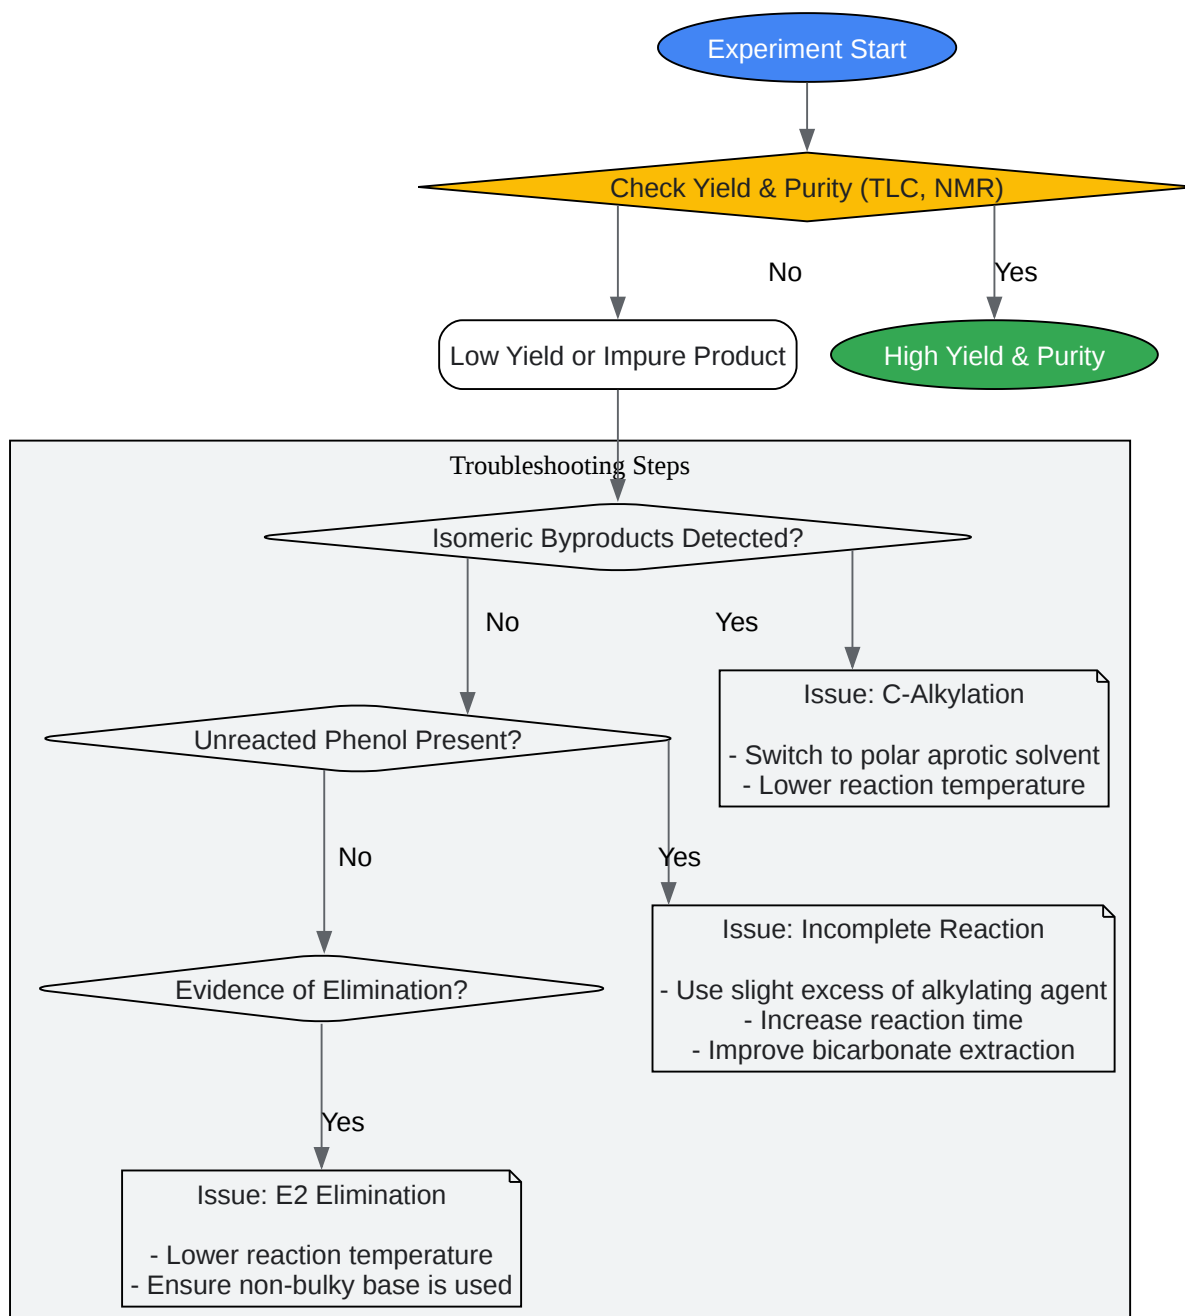 Experiment Start
Check Yield & Purity (TLC, NMR)
No
Yes
Low Yield or Impure Product
High Yield & Purity
Troubleshooting Steps
Isomeric Byproducts Detected?
No
Yes
Issue: C-Alkylation
- Switch to polar aprotic solvent
- Lower reaction temperature
Unreacted Phenol Present?
No
Yes
Issue: Incomplete Reaction
- Use slight excess of alkylating agent
- Increase reaction time
- Improve bicarbonate extraction
Evidence of Elimination?
Yes
Issue: E2 Elimination
- Lower reaction temperature
- Ensure non-bulky base is used